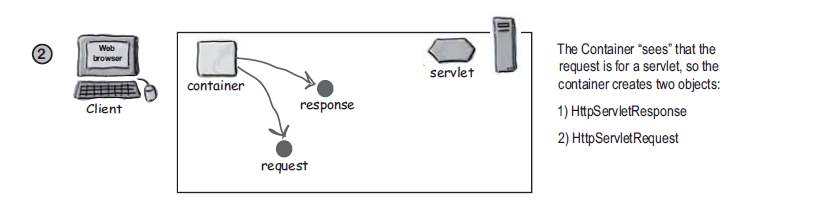 2
Web
browser
Client
container
response
request
servlet
The Container “sees” that the
request is for a servlet, so the
container creates two objects:
1) HttpServletResponse
2) HttpServletRequest